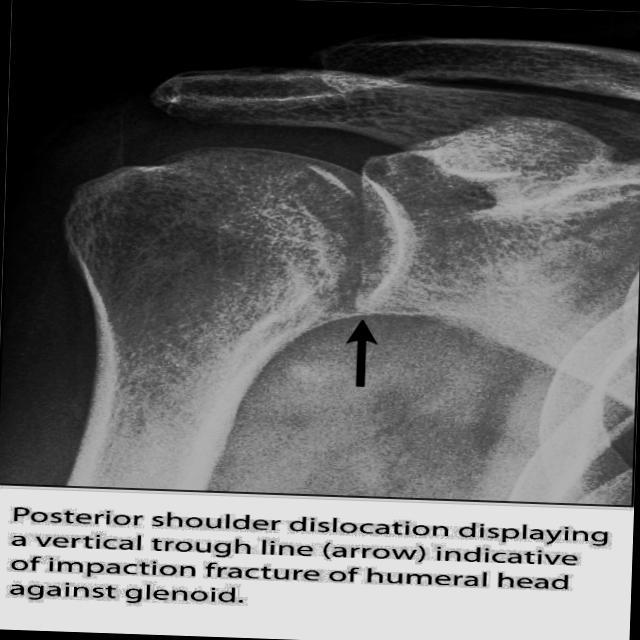 Posterior shoulder dislocation displaying
a vertical trough line (arrow) indicative
of impaction fracture of humeral head
against glenoid.